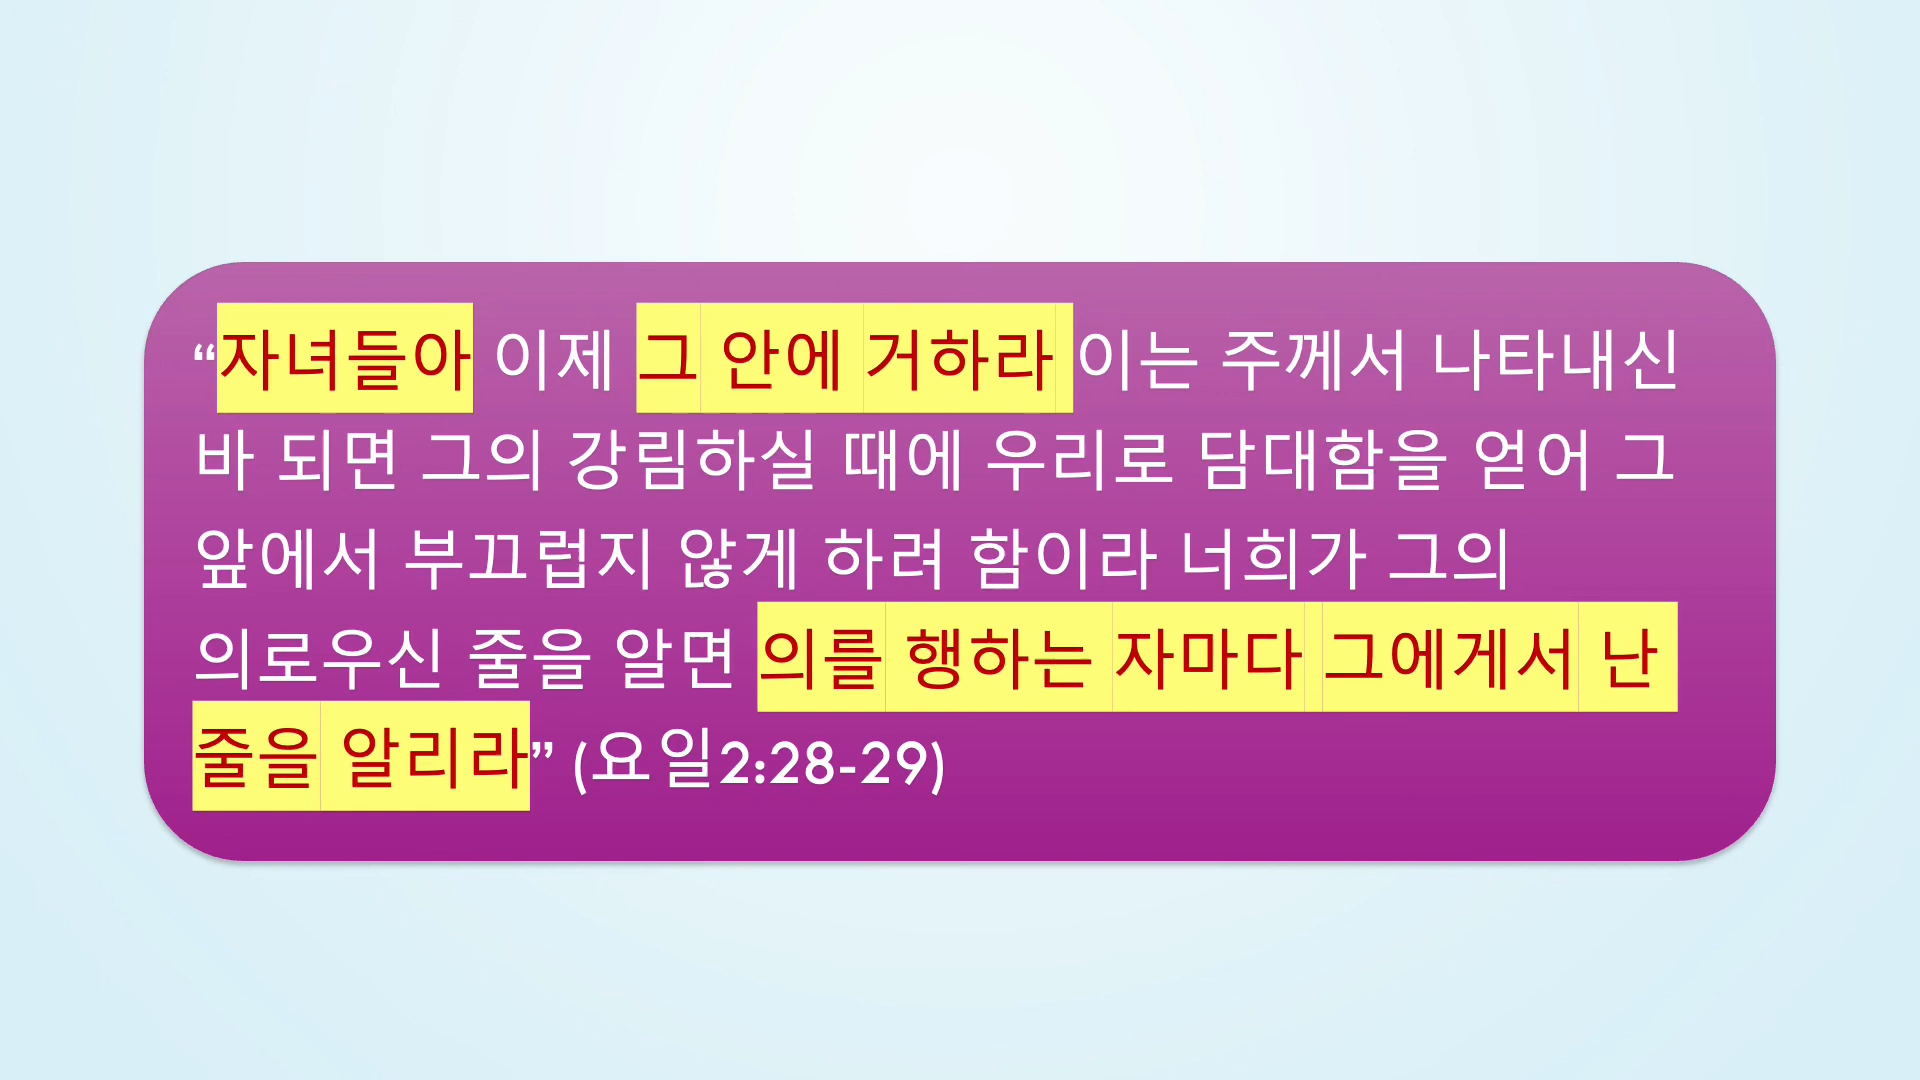 “자녀들아 이제 그 안에 거하라 이는 주께서 나타내신
바 되면 그의 강림하실 때에 우리로 담대함을 얻어 그
앞에서 부끄럽지 않게 하려 함이라 너희가 그의
의로우신 줄을 알면 의를 행하는 자마다 그에게서 난
줄을 알리라” (요일2:28-29)